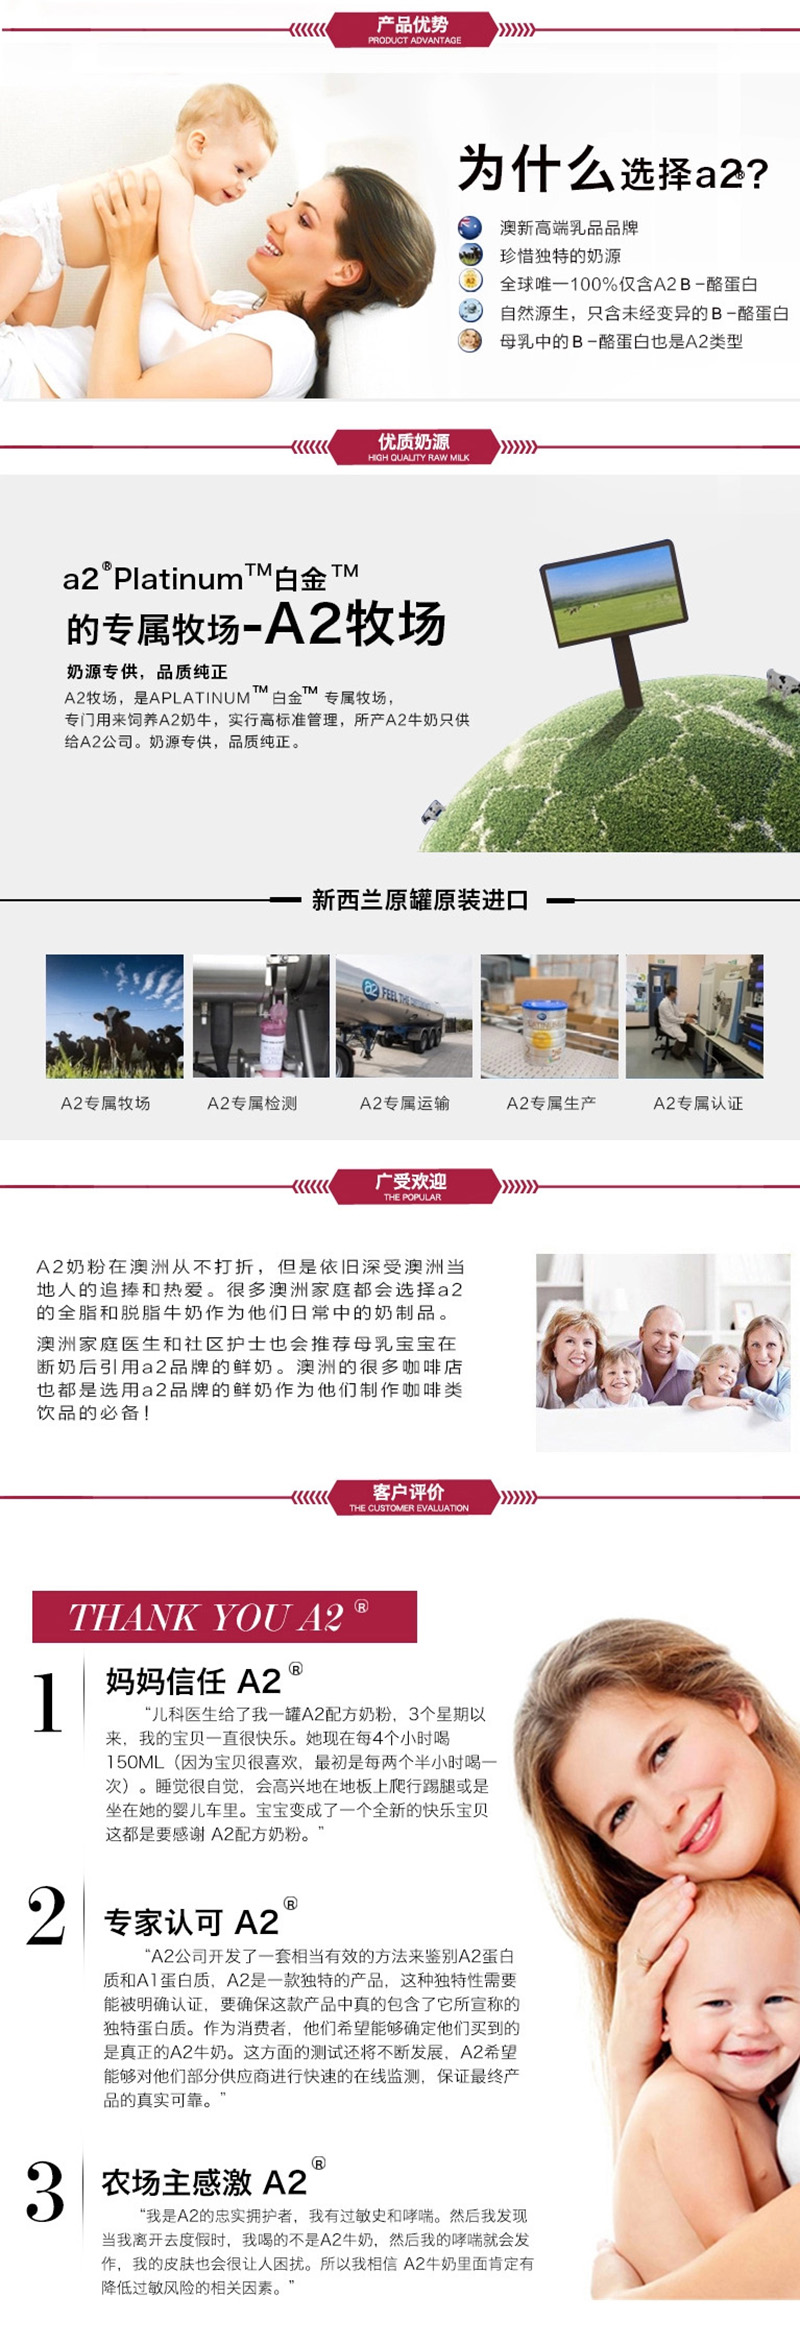 产品优势
PRODUCT ADVANTAGE
为什么选择a2®?
澳新高端乳品品牌
珍惜独特的奶源
全球唯一100%仅含A2 B-酪蛋白
自然源生，只含未经变异的B-酪蛋白
母乳中的B-酪蛋白也是A2类型
优质奶源
HIGH QUALITY RAW MILK
a2®Platinum™白金™
的专属牧场-A2牧场
奶源专供，品质纯正
A2牧场，是APLATINUM™白金™ 专属牧场，
专门用来饲养A2奶牛，实行高标准管理，所产A2牛奶只供
给A2公司。奶源专供，品质纯正。
新西兰原罐原装进口
a2 FEEL THE
A2专属牧场
A2专属检测
A2专属运输
A2专属生产
A2专属认证
广受欢迎
THE POPULAR
A2奶粉在澳洲从不打折，但是依旧深受澳洲当
地人的追捧和热爱。很多澳洲家庭都会选择a2
的全脂和脱脂牛奶作为他们日常中的奶制品。
澳洲家庭医生和社区护士也会推荐母乳宝宝在
断奶后引用a2品牌的鲜奶。澳洲的很多咖啡店
也都是选用a2品牌的鲜奶作为他们制作咖啡类
饮品的必备！
客户评价
THE CUSTOMER EVALUATION
THANK YOU A2 ®
1
妈妈信任 A2 ®
“儿科医生给了我一罐A2配方奶粉，3个星期以
来，我的宝贝一直很快乐。她现在每4个小时喝
150ML（因为宝贝很喜欢，最初是每两个半小时喝一
次）。睡觉很自觉，会高兴地在地板上爬行踢腿或是
坐在她的婴儿车里。宝宝变成了一个全新的快乐宝贝
这都是要感谢 A2配方奶粉。”
2
专家认可 A2 ®
“A2公司开发了一套相当有效的方法来鉴别A2蛋白
质和A1蛋白质，A2是一款独特的产品，这种独特性需要
能被明确认证，要确保这款产品中真的包含了它所宣称的
独特蛋白质。作为消费者，他们希望能够确定他们买到的
是真正的A2牛奶。这方面的测试还将不断发展，A2希望
能够对他们部分供应商进行快速的在线监测，保证最终产
品的真实可靠。”
3
农场主感激 A2 ®
“我是A2的忠实拥护者，我有过敏史和哮喘。然后我发现
当我离开去度假时，我喝的不是A2牛奶，然后我的哮喘就会发
作，我的皮肤也会很让人困扰。所以我相信 A2牛奶里面肯定有
降低过敏风险的相关因素。”